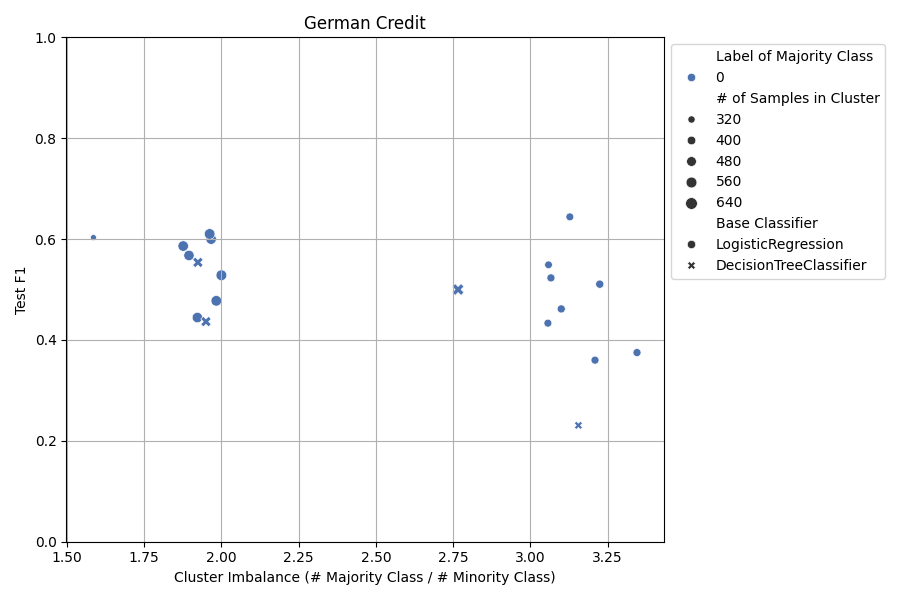 German Credit
1.0
0.8
0.6
0.4
0.2
0.0
Test F1
1.50
1.75
2.00
2.25
2.50
2.75
3.00
3.25
Cluster Imbalance (# Majority Class / # Minority Class)
Label of Majority Class
0
# of Samples in Cluster
320
400
480
560
640
Base Classifier
LogisticRegression
DecisionTreeClassifier